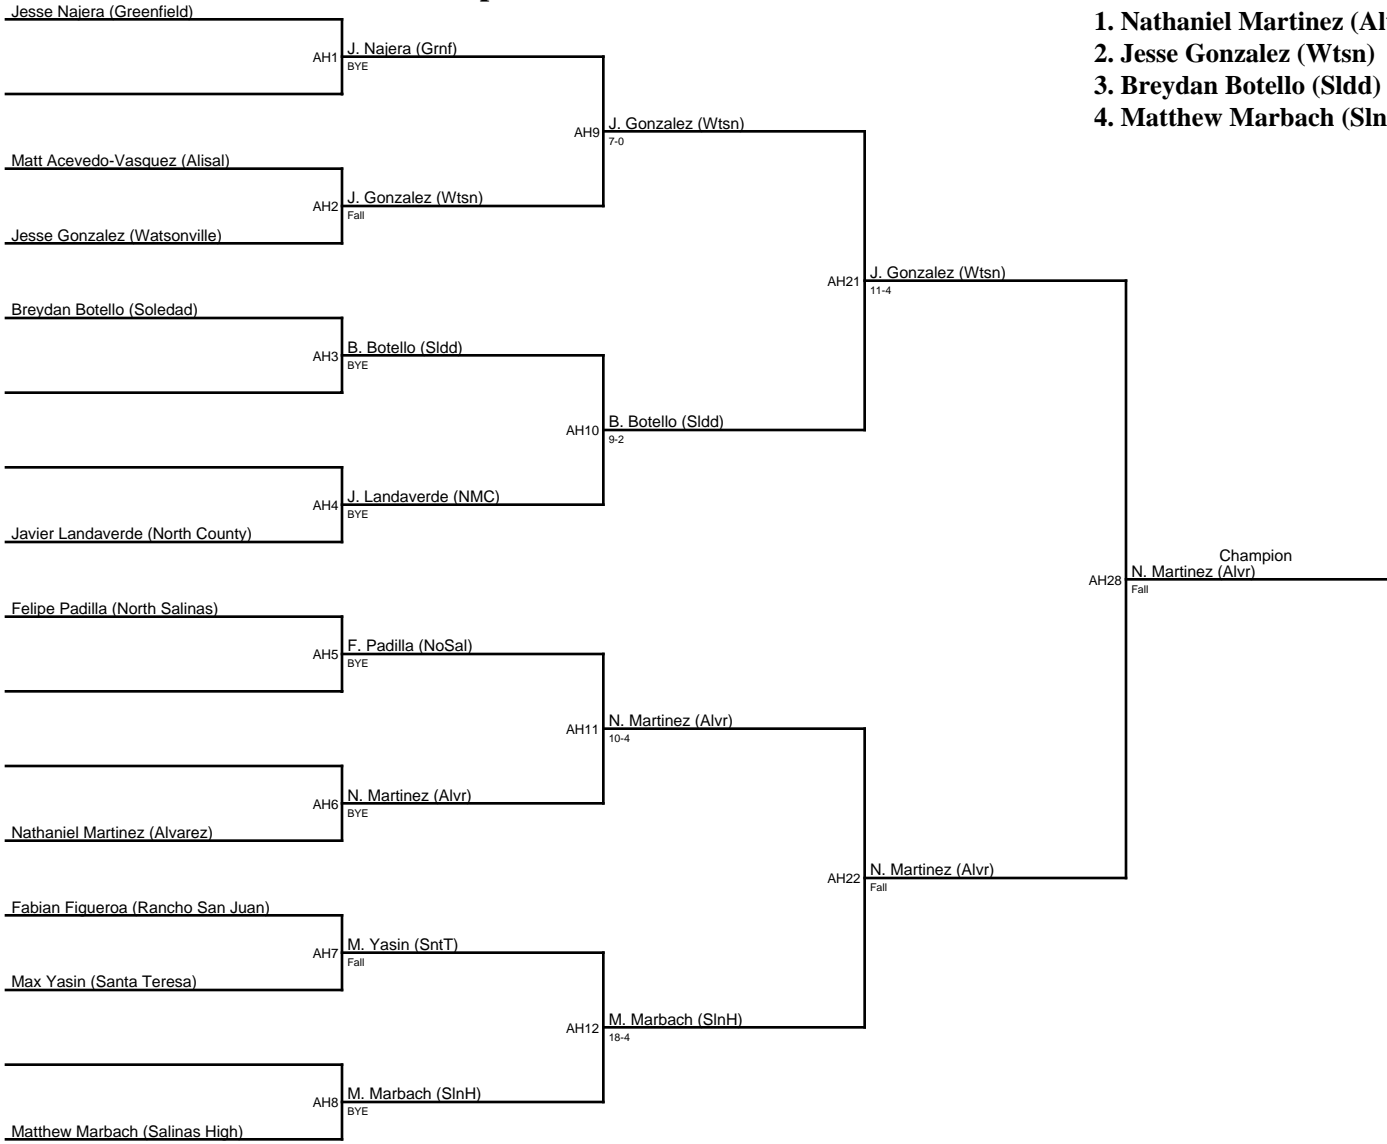 Jesse Najera (Greenfield)
1. Nathaniel Martinez (Al
2. Jesse Gonzalez (Wtsn)
3. Breydan Botello (Sldd)
4. Matthew Marbach (Sln
AH1 J. Najera (Grnf)
BYE
AH9 J. Gonzalez (Wtsn)
7-0
Matt Acevedo-Vasquez (Alisal)
AH2 J. Gonzalez (Wtsn)
Fall
Jesse Gonzalez (Watsonville)
AH21 J. Gonzalez (Wtsn)
11-4
Breydan Botello (Soledad)
AH3 B. Botello (Sldd)
BYE
AH10 B. Botello (Sldd)
9-2
AH4 J. Landaverde (NMC)
BYE
Javier Landaverde (North County)
Champion
AH28 N. Martinez (Alvr)
Fall
Felipe Padilla (North Salinas)
AH5 F. Padilla (NoSal)
BYE
AH11 N. Martinez (Alvr)
10-4
AH6 N. Martinez (Alvr)
BYE
Nathaniel Martinez (Alvarez)
AH22 N. Martinez (Alvr)
Fall
Fabian Figueroa (Rancho San Juan)
AH7 M. Yasin (SntT)
Fall
Max Yasin (Santa Teresa)
AH12 M. Marbach (SlnH)
18-4
AH8 M. Marbach (SlnH)
BYE
Matthew Marbach (Salinas High)